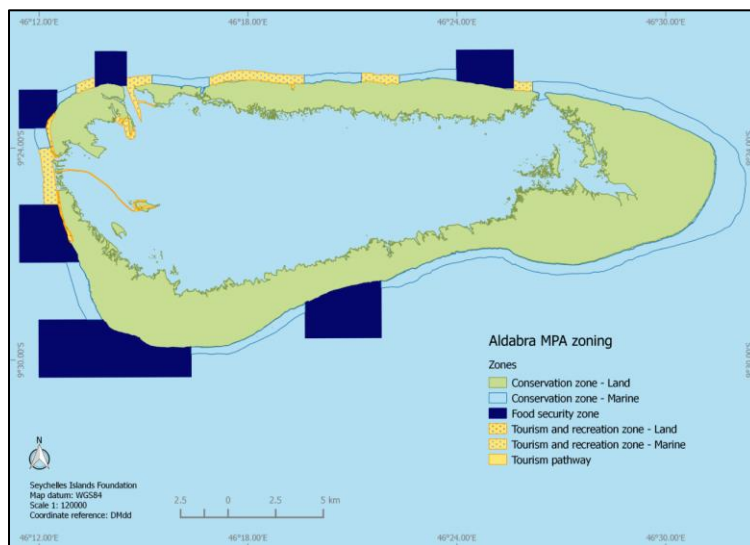 46°12.00'E 46°18.00'E 46°24.00'E 46°30.00'E
9°24.00'S 9°24.00'S
9°30.00'S 9°30.00'S
Aldabra MPA zoning
Zones
Conservation zone - Land
Conservation zone - Marine
Food security zone
Tourism and recreation zone - Land
Tourism and recreation zone - Marine
Tourism pathway
N
Seychelles Islands Foundation
Map datum: WGS84
Scale 1: 120000
Coordinate reference: DMdd
2.5 0 2.5 5 km
46°12.00'E 46°18.00'E 46°24.00'E 46°30.00'E